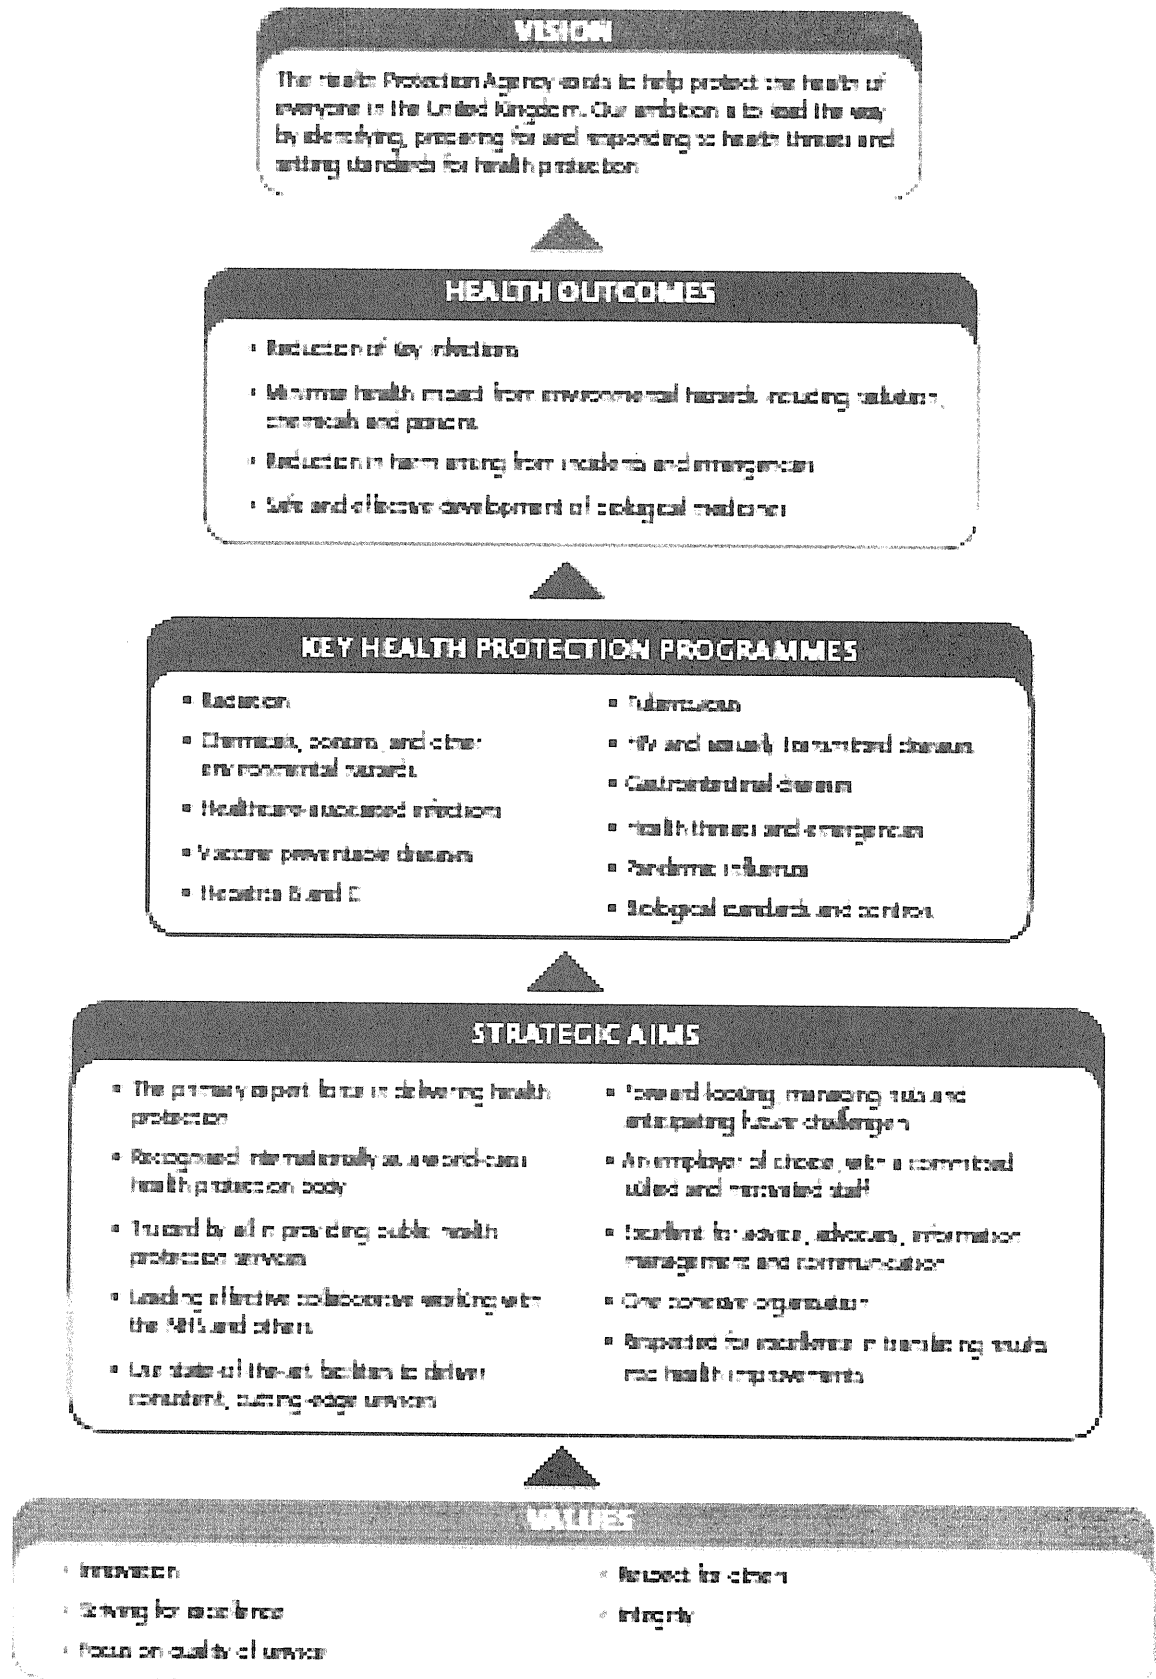 VISION
The Health Protection Agency wants to help protect the health of
everyone in the United Kingdom. Our ambition is to lead the way
by identifying, preparing for and responding to health threats and
setting standards for health protection
HEALTH OUTCOMES
Reduction of key infections
Minimise health impact from environmental hazards including radiation,
chemicals and poisons
Reduction in harm arising from incidents and emergencies
Safe and effective development of biological medicines
KEY HEALTH PROTECTION PROGRAMMES
Radiation
Chemicals, poisons, and other
environmental hazards
Healthcare-associated infections
Vaccine preventable diseases
Hepatitis B and C
Tuberculosis
HIV and sexually transmitted diseases
Gastrointestinal diseases
Health threats and emergencies
Pandemic influenza
Biological standards and control
STRATEGIC AIMS
The primary expert force in delivering health
protection
Recognised internationally as a world-class
health protection body
Trusted by all in providing public health
protection services
Leading effective collaborative working with
the NHS and others
Use state-of-the-art facilities to deliver
consistent, cutting-edge services
Forward looking, managing risks and
anticipating future challenges
An employer of choice, with a committed
skilled and motivated staff
Excellent for advice, advocacy, information
management and communication
One coherent organisation
Respected for excellence in translating results
into health improvements
VALUES
Innovation
Striving for excellence
Focus on quality of service
Respect for others
Integrity